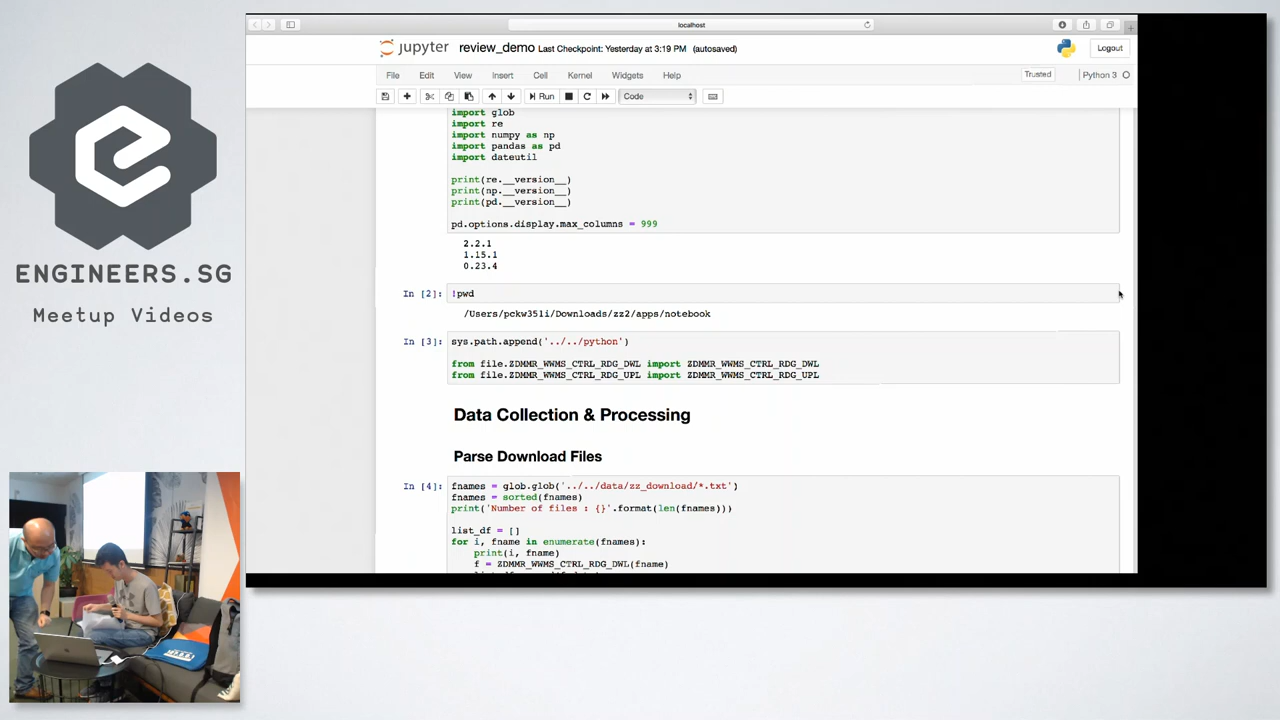 localhost
jupyter review_demo Last Checkpoint: Yesterday at 3:19 PM (autosaved)
Logout
File Edit View Insert Cell Kernel Widgets Help
Trusted
Python 3
Run
Code
import glob
import re
import numpy as np
import pandas as pd
import dateutil
print(re.__version__)
print(np.__version__)
print(pd.__version__)
pd.options.display.max_columns = 999
2.2.1
1.15.1
0.23.4
In [2]: !pwd
/Users/pckw351i/Downloads/zz2/apps/notebook
In [3]: sys.path.append('../../python')
from file.ZDMMR_WWMS_CTRL_RDG_DWL import ZDMMR_WWMS_CTRL_RDG_DWL
from file.ZDMMR_WWMS_CTRL_RDG_UPL import ZDMMR_WWMS_CTRL_RDG_UPL
Data Collection & Processing
Parse Download Files
In [4]: fnames = glob.glob('../../data/zz_download/*.txt')
fnames = sorted(fnames)
print('Number of files : {}'.format(len(fnames)))
list_df = []
for i, fname in enumerate(fnames):
print(i, fname)
f = ZDMMR_WWMS_CTRL_RDG_DWL(fname)
ENGINEERS.SG
Meetup Videos